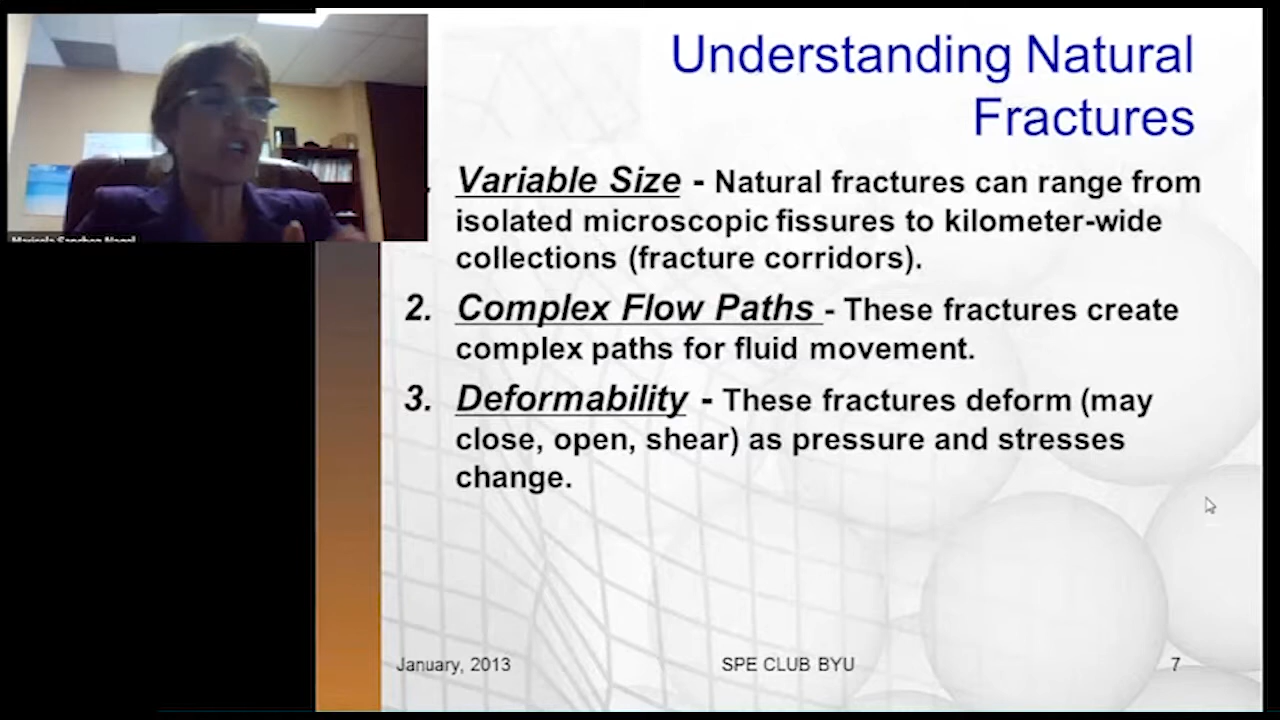 Understanding Natural
Fractures
Variable Size - Natural fractures can range from
isolated microscopic fissures to kilometer-wide
collections (fracture corridors).
2. Complex Flow Paths - These fractures create
complex paths for fluid movement.
3. Deformability - These fractures deform (may
close, open, shear) as pressure and stresses
change.
January, 2013
SPE CLUB BYU
7